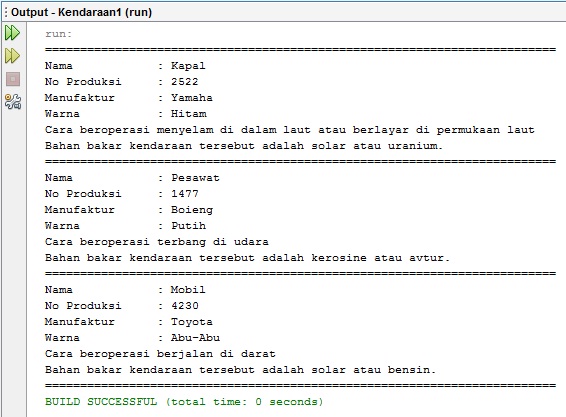 Output - Kendaraan1 (run)
run:
=========================================================================
Nama            : Kapal
No Produksi     : 2522
Manufaktur      : Yamaha
Warna           : Hitam
Cara beroperasi menyelam di dalam laut atau berlayar di permukaan laut
Bahan bakar kendaraan tersebut adalah solar atau uranium.
=========================================================================
Nama            : Pesawat
No Produksi     : 1477
Manufaktur      : Boieng
Warna           : Putih
Cara beroperasi terbang di udara
Bahan bakar kendaraan tersebut adalah kerosine atau avtur.
=========================================================================
Nama            : Mobil
No Produksi     : 4230
Manufaktur      : Toyota
Warna           : Abu-Abu
Cara beroperasi berjalan di darat
Bahan bakar kendaraan tersebut adalah solar atau bensin.
=========================================================================
BUILD SUCCESSFUL (total time: 0 seconds)